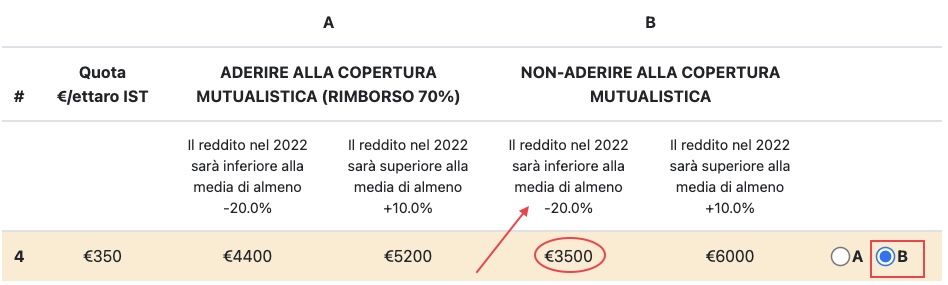 A B
# Quota €/ettaro IST ADERIRE ALLA COPERTURA MUTUALISTICA (RIMBORSO 70%) NON-ADERIRE ALLA COPERTURA MUTUALISTICA
Il reddito nel 2022 sarà inferiore alla media di almeno -20.0% Il reddito nel 2022 sarà superiore alla media di almeno +10.0% Il reddito nel 2022 sarà inferiore alla media di almeno -20.0% Il reddito nel 2022 sarà superiore alla media di almeno +10.0%
4 €350 €4400 €5200 €3500 €6000 A B